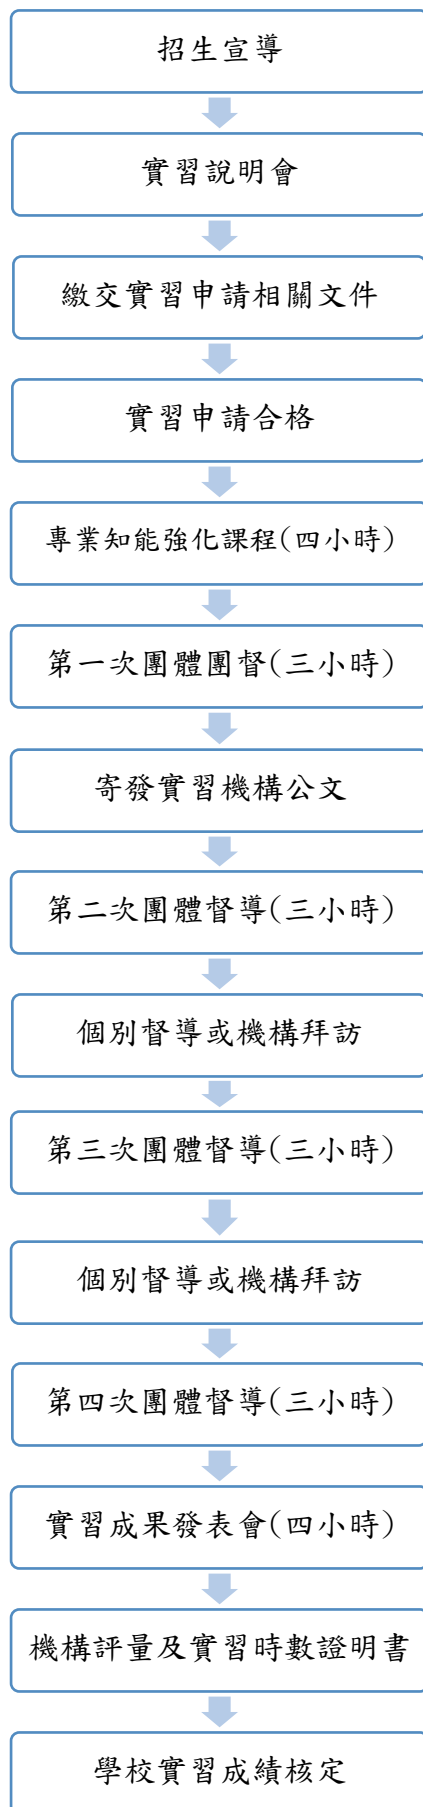 招生宣導
實習說明會
繳交實習申請相關文件
實習申請合格
專業知能強化課程(四小時)
第一次團體團督(三小時)
寄發實習機構公文
第二次團體督導(三小時)
個別督導或機構拜訪
第三次團體督導(三小時)
個別督導或機構拜訪
第四次團體督導(三小時)
實習成果發表會(四小時)
機構評量及實習時數證明書
學校實習成績核定